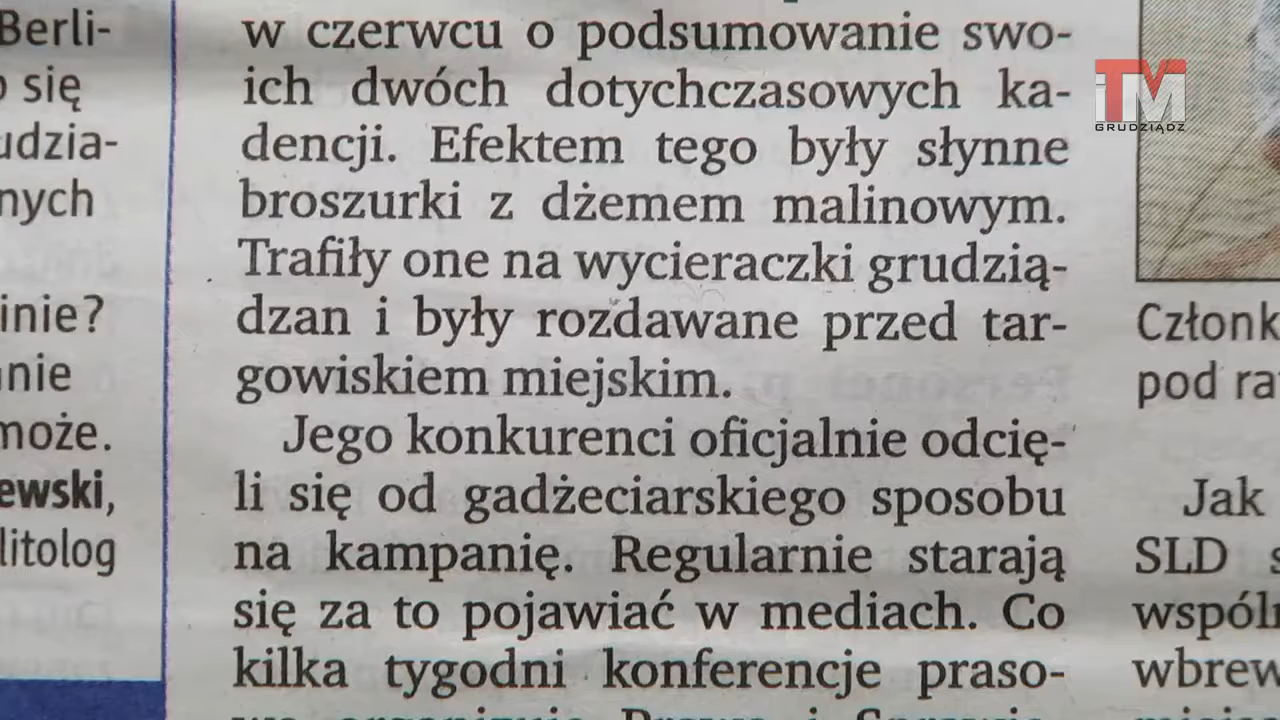 Berli-
się
udzia-
nych
inie?
nie
może.
ewski,
litolog
w czerwcu o podsumowanie swo-
ich dwóch dotychczasowych ka-
dencji. Efektem tego były słynne
broszurki z dżemem malinowym.
Trafiły one na wycieraczki grudzią-
dzan i były rozdawane przed tar-
gowiskiem miejskim.
Jego konkurenci oficjalnie odcię-
li się od gadżeciarskiego sposobu
na kampanię. Regularnie starają
się za to pojawiać w mediach. Co
kilka tygodni konferencje praso-
iTM
GRUDZIĄDZ
Członk
pod ra
Jak
SLD
wspól
wbrew